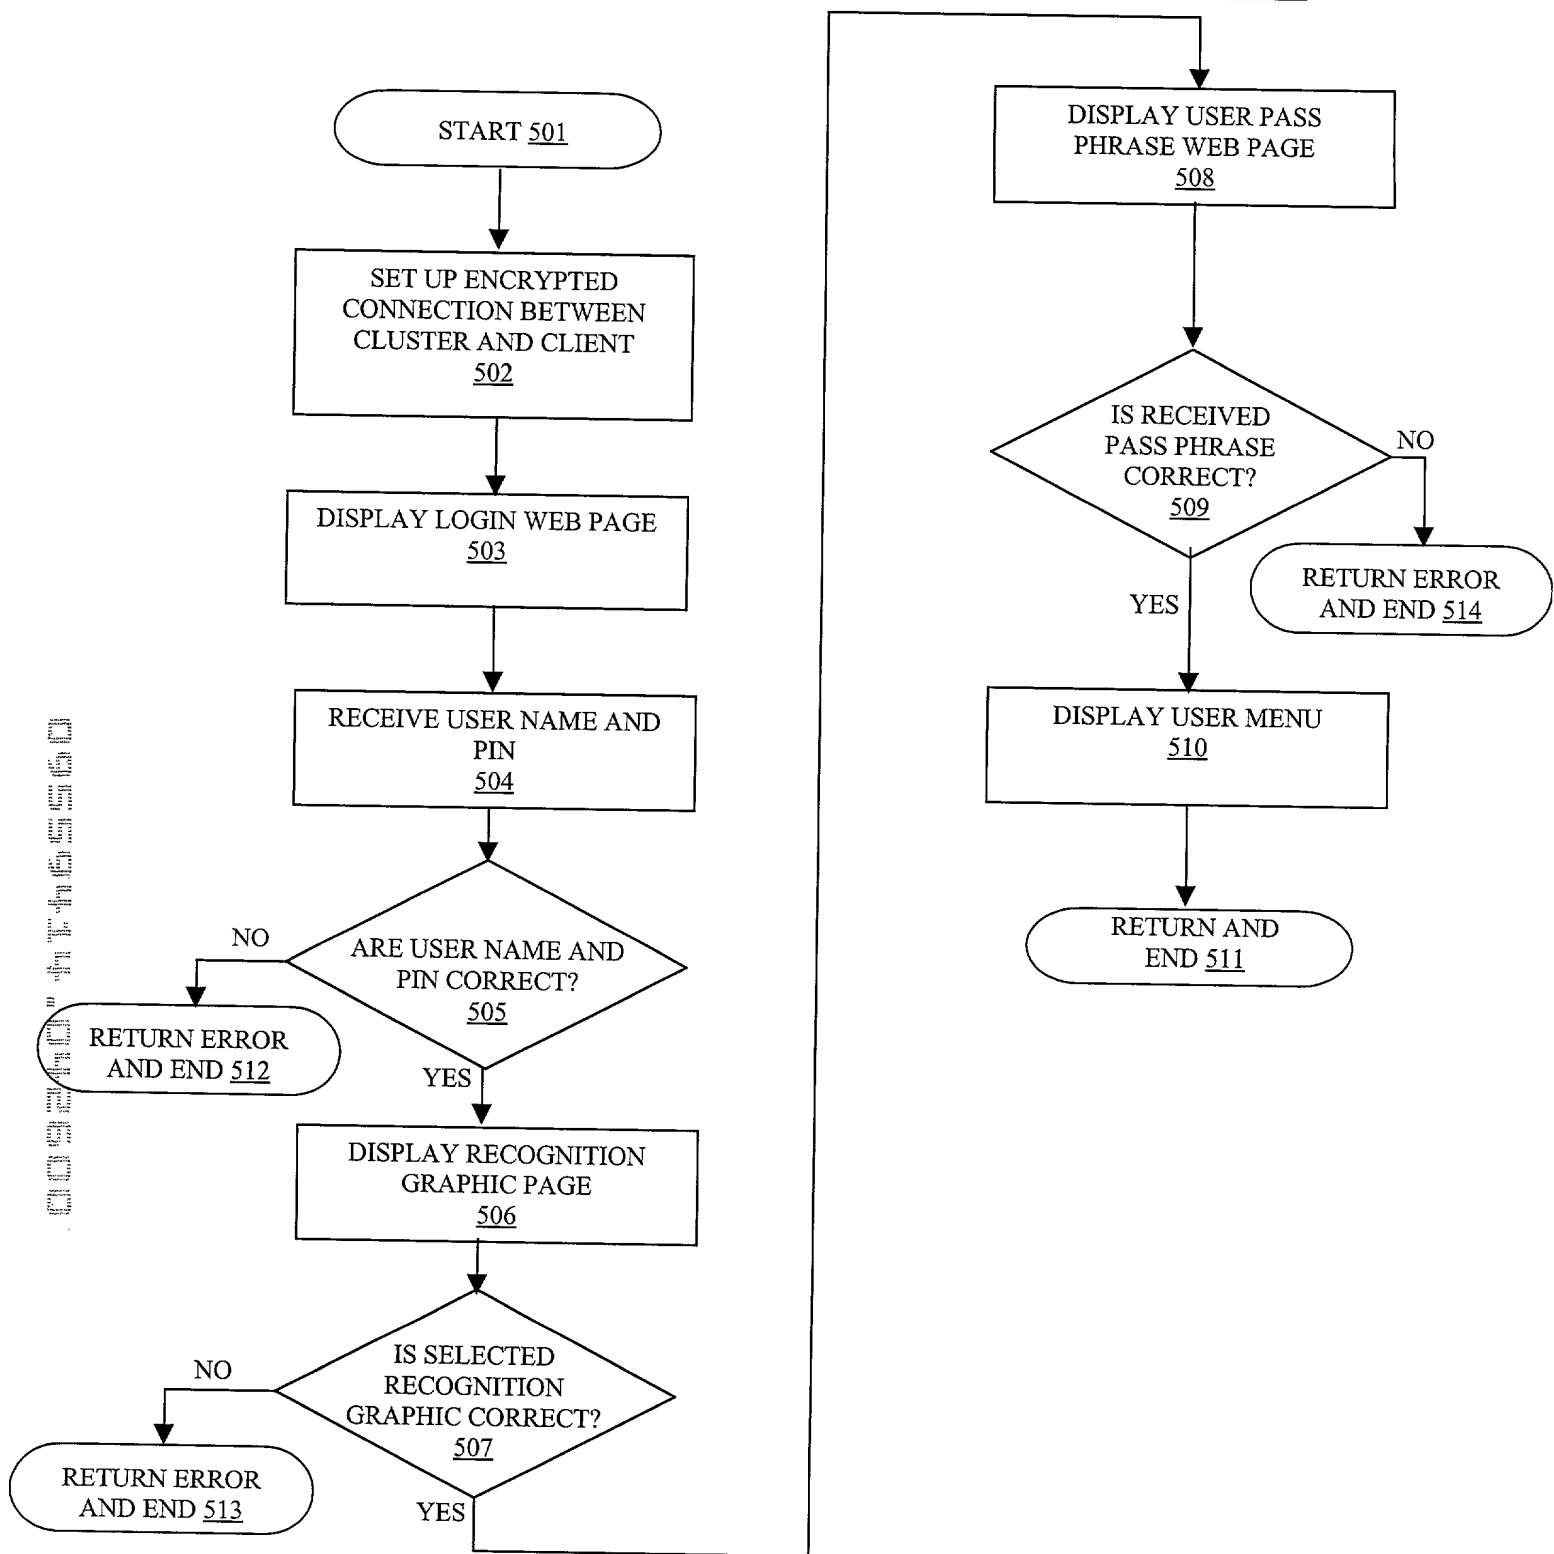 START 501
SET UP ENCRYPTED
CONNECTION BETWEEN
CLUSTER AND CLIENT
502
DISPLAY LOGIN WEB PAGE
503
RECEIVE USER NAME AND
PIN
504
NO
ARE USER NAME AND
PIN CORRECT?
505
RETURN ERROR
AND END 512
YES
DISPLAY RECOGNITION
GRAPHIC PAGE
506
NO
IS SELECTED
RECOGNITION
GRAPHIC CORRECT?
507
RETURN ERROR
AND END 513
YES
DISPLAY USER PASS
PHRASE WEB PAGE
508
IS RECEIVED
PASS PHRASE
CORRECT?
509
NO
RETURN ERROR
AND END 514
YES
DISPLAY USER MENU
510
RETURN AND
END 511